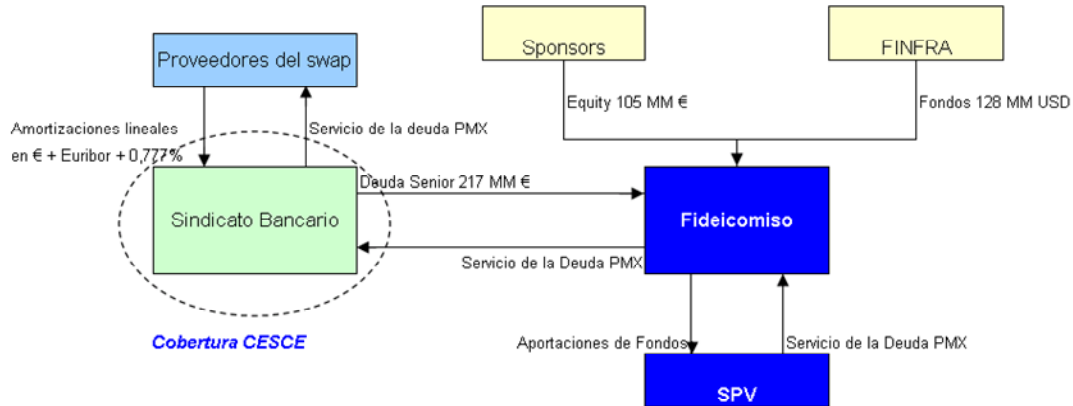 Sponsors
FINFRA
Proveedores del swap
Equity 105 MM €
Fondos 128 MM USD
Amortizaciones lineales
en € + Euribor + 0,777%
Servicio de la deuda PMX
Deuda Senior 217 MM €
Sindicato Bancario
Fideicomiso
Servicio de la Deuda PMX
Cobertura CESCE
Aportaciones de Fondos
Servicio de la Deuda PMX
SPV